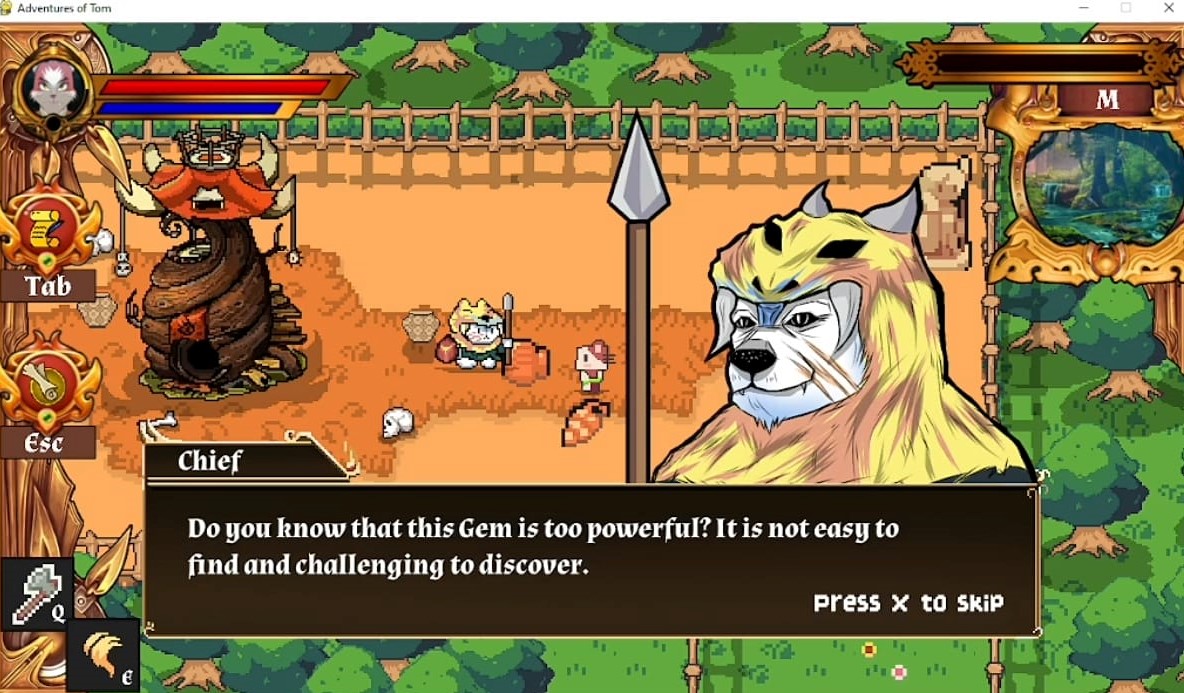 Adventures of Tom
M
Tab
Esc
Chief
Do you know that this Gem is too powerful? It is not easy to
find and challenging to discover.
Press X to Skip
Q
E